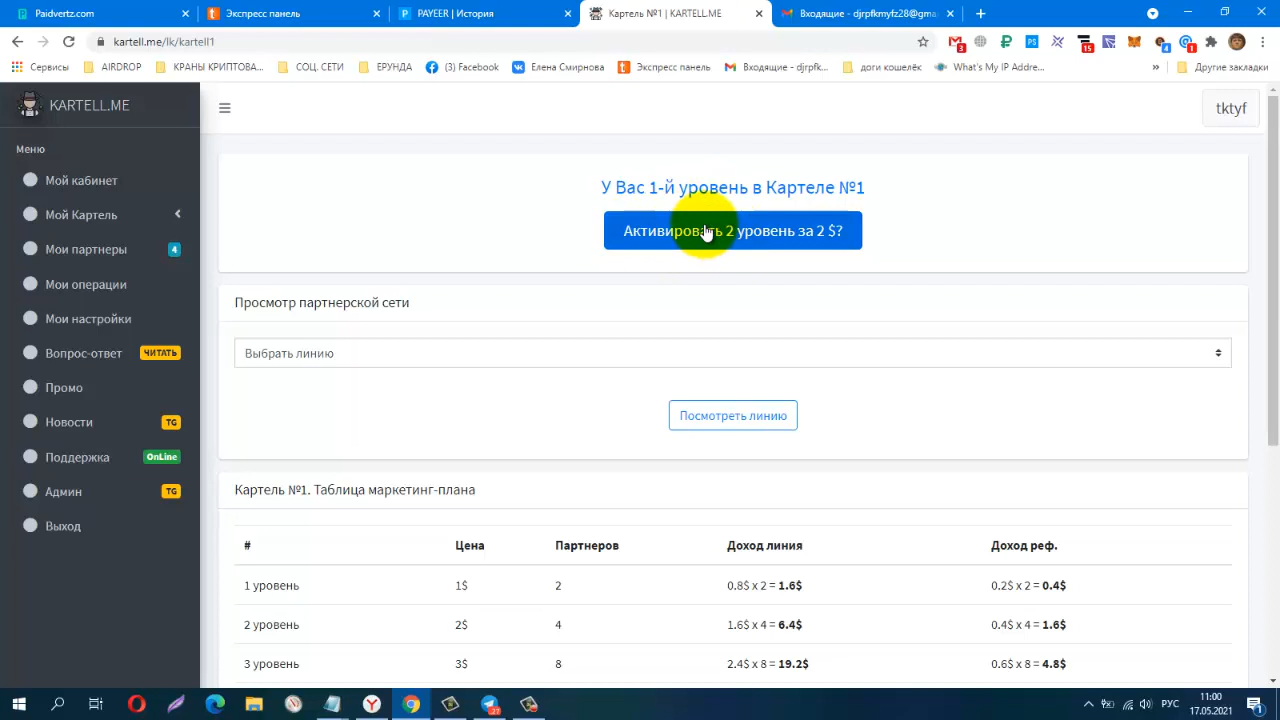 Paidvertz.com
Экспресс панель
PAYEER | История
Картель №1 | KARTELL.ME
Входящие - djrpfkmyfz28@gma
kartell.me/lk/kartell1
Сервисы
AIRDROP
КРАНЫ КРИПТОВА...
СОЦ. СЕТИ
ЕРУНДА
(3) Facebook
Елена Смирнова
Экспресс панель
Входящие - djrpfk...
доги кошелёк
What's My IP Addre...
»
Другие закладки
KARTELL.ME
tktyf
Меню
Мой кабинет
Мой Картель
Мои партнеры 4
Мои операции
Мои настройки
Вопрос-ответ ЧИТАТЬ
Промо
Новости TG
Поддержка OnLine
Админ TG
Выход
У Вас 1-й уровень в Картеле №1
Активировать 2 уровень за 2 $?
Просмотр партнерской сети
Выбрать линию
Посмотреть линию
Картель №1. Таблица маркетинг-плана
# Цена Партнеров Доход линия Доход реф.
1 уровень 1$ 2 0.8$ x 2 = 1.6$ 0.2$ x 2 = 0.4$
2 уровень 2$ 4 1.6$ x 4 = 6.4$ 0.4$ x 4 = 1.6$
3 уровень 3$ 8 2.4$ x 8 = 19.2$ 0.6$ x 8 = 4.8$
РУС
11:00
17.05.2021